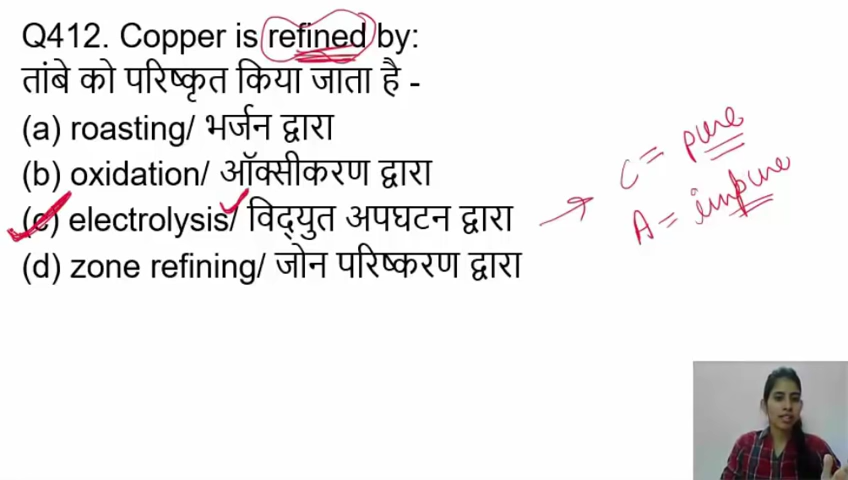 Q412. Copper is refined by:
तांबे को परिष्कृत किया जाता है -
(a) roasting/ भर्जन द्वारा
(b) oxidation/ ऑक्सीकरण द्वारा
(c) electrolysis/ विद्युत अपघटन द्वारा
(d) zone refining/ जोन परिष्करण द्वारा
C = pure
A = impure